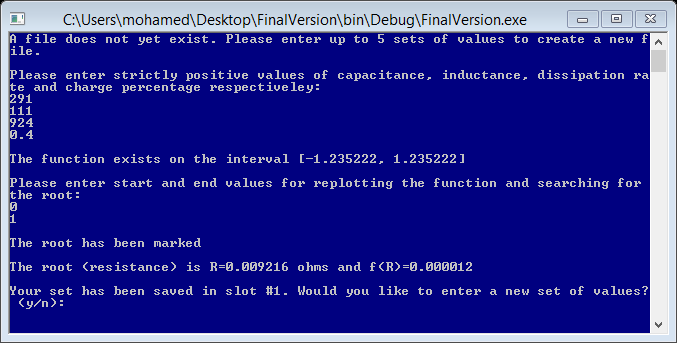 C:\Users\mohamed\Desktop\FinalVersion\bin\Debug\FinalVersion.exe
A file does not yet exist. Please enter up to 5 sets of values to create a new f
ile.
Please enter strictly positive values of capacitance, inductance, dissipation ra
te and charge percentage respectiveley:
291
111
924
0.4
The function exists on the interval [-1.235222, 1.235222]
Please enter start and end values for replotting the function and searching for
the root:
0
1
The root has been marked
The root (resistance) is R=0.009216 ohms and f(R)=0.000012
Your set has been saved in slot #1. Would you like to enter a new set of values?
(y/n):